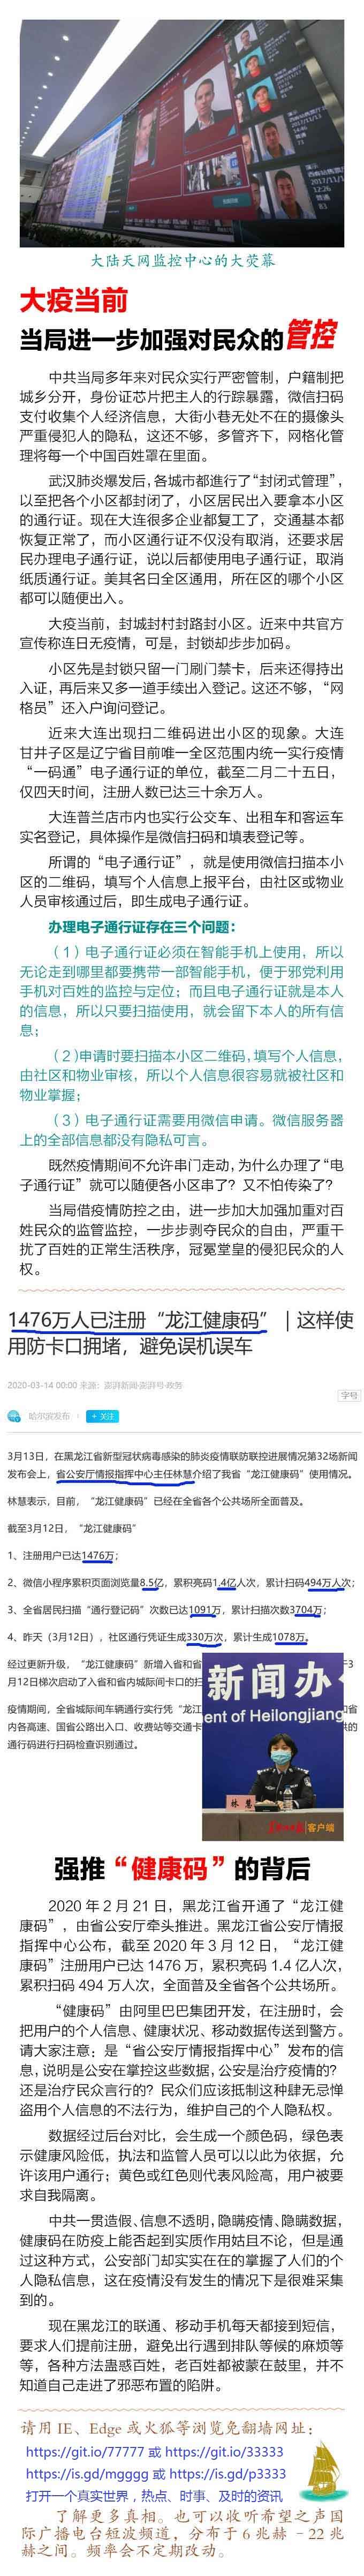 大陆天网监控中心的大荧幕
大疫当前
当局进一步加强对民众的管控
中共当局多年来对民众实行严密管制，户籍制把
城乡分开，身份证芯片把主人的行踪暴露，微信扫码
支付收集个人经济信息，大街小巷无处不在的摄像头
严重侵犯人的隐私，这还不够，多管齐下，网格化管
理将每一个中国百姓罩在里面。
武汉肺炎爆发后，各城市都進行了“封闭式管理”，
以至把各个小区都封闭了，小区居民出入要拿本小区
的通行证。现在大连很多企业都复工了，交通基本都
恢复正常了，而小区通行证不仅没有取消，还要求居
民办理电子通行证，说以后都使用电子通行证，取消
纸质通行证。美其名曰全区通用，所在区的哪个小区
都可以随便出入。
大疫当前，封城封村封路封小区。近来中共官方
宣传称连日无疫情，可是，封锁却步步加码。
小区先是封锁只留一门刷门禁卡，后来还得持出
入证，再后来又多一道手续出入登记。这还不够，“网
格员”还入户询问登记。
近来大连出现扫二维码进出小区的现象。大连
甘井子区是辽宁省目前唯一全区范围内统一实行疫情
“一码通”电子通行证的单位，截至二月二十五日，
仅四天时间，注册人数已达三十余万人。
大连普兰店市内也实行公交车、出租车和客运车
实名登记，具体操作是微信扫码和填表登记等。
所谓的“电子通行证”，就是使用微信扫描本小
区的二维码，填写个人信息上报平台，由社区或物业
人员审核通过后，即生成电子通行证。
办理电子通行证存在三个问题：
（1）电子通行证必须在智能手机上使用，所以
无论走到哪里都要携带一部智能手机，便于邪党利用
手机对百姓的监控与定位；而且电子通行证就是本人
的信息，所以只要扫描使用，就会留下本人的所有信
息；
（2）申请时要扫描本小区二维码，填写个人信息，
由社区和物业审核，所以个人信息很容易就被社区和
物业掌握；
（3）电子通行证需要用微信申请。微信服务器
上的全部信息都没有隐私可言。
既然疫情期间不允许串门走动，为什么办理了“电
子通行证”就可以随便各小区串了？又不怕传染了？
当局借疫情防控之由，进一步加大加强加重对百
姓民众的监管监控，一步步剥夺民众的自由，严重干
扰了百姓的正常生活秩序，冠冕堂皇的侵犯民众的人
权。
1476万人已注册“龙江健康码”｜这样使
用防卡口拥堵，避免误机误车
2020-03-14 00:00 来源：澎湃新闻·澎湃号·政务
字号
哈尔滨发布 + 关注
3月13日，在黑龙江省新型冠状病毒感染的肺炎疫情联防联控进展情况第32场新闻
发布会上，省公安厅情报指挥中心主任林慧介绍了我省“龙江健康码”使用情况。
林慧表示，目前，“龙江健康码”已经在全省各个公共场所全面普及。
截至3月12日，“龙江健康码”
1、注册用户已达1476万；
2、微信小程序累积页面浏览量8.5亿，累积亮码1.4亿人次，累计扫码494万人次；
3、全省居民扫描“通行登记码”次数已达1091万，累计扫描次数3704万；
4、昨天（3月12日），社区通行凭证生成330万次，累计生成1078万。
经过更新升级，“龙江健康码”新增入省和省
月12日梯次启动了入省和省内城际间卡口的扫
疫情期间，全省城际间车辆通行实行凭“龙江
内各高速、国省公路出入口、收费站等交通卡
通行码进行扫码检查识别通过。
新闻办
ent of Heilongjiang
林慧
客户端
强推“健康码”的背后
2020 年 2 月 21 日，黑龙江省开通了“龙江健
康码”，由省公安厅牵头推进。黑龙江省公安厅情报
指挥中心公布，截至 2020 年 3 月 12 日，“龙江健
康码”注册用户已达 1476 万，累积亮码 1.4 亿人次，
累积扫码 494 万人次，全面普及全省各个公共场所。
“健康码”由阿里巴巴集团开发，在注册时，会
把用户的个人信息、健康状况、移动数据传送到警方。
请大家注意：是“省公安厅情报指挥中心”发布的信
息，说明是公安在掌控这些数据，公安是治疗疫情的？
还是治疗民众言行的？民众们应该抵制这种肆无忌惮
盗用个人信息的不法行为，维护自己的个人隐私权。
数据经过后台对比，会生成一个颜色码，绿色表
示健康风险低，执法和监管人员可以以此为依据，允
许该用户通行；黄色或红色则代表风险高，用户被要
求自我隔离。
中共一贯造假、信息不透明，隐瞒疫情、隐瞒数据，
健康码在防疫上能否起到实质作用姑且不论，但是通
过这种方式，公安部门却实实在在的掌握了人们的个
人隐私信息，这在疫情没有发生的情况下是很难采集
到的。
现在黑龙江的联通、移动手机每天都接到短信，
要求人们提前注册，避免出行遇到排队等候的麻烦等
等，各种方法蛊惑百姓，老百姓都被蒙在鼓里，并不
知道自己走进了邪恶布置的陷阱。
请用 IE、Edge 或火狐等浏览免翻墙网址：
https://git.io/77777 或 https://git.io/33333
https://is.gd/mgggg 或 https://is.gd/p3333
打开一个真实世界，热点、时事、及时的资讯
了解更多真相。也可以收听希望之声国
际广播电台短波频道，分布于 6 兆赫 - 22 兆
赫之间。频率会不定期改动。